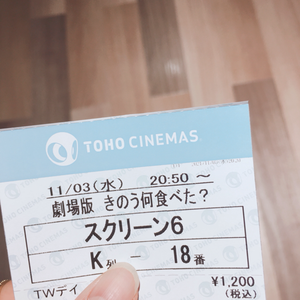 TOHO CINEMAS
11/03(水) 20:50 ～
劇場版 きのう何食べた？
スクリーン6
K列 － 18番
TWデイ ¥1,200
(税込)